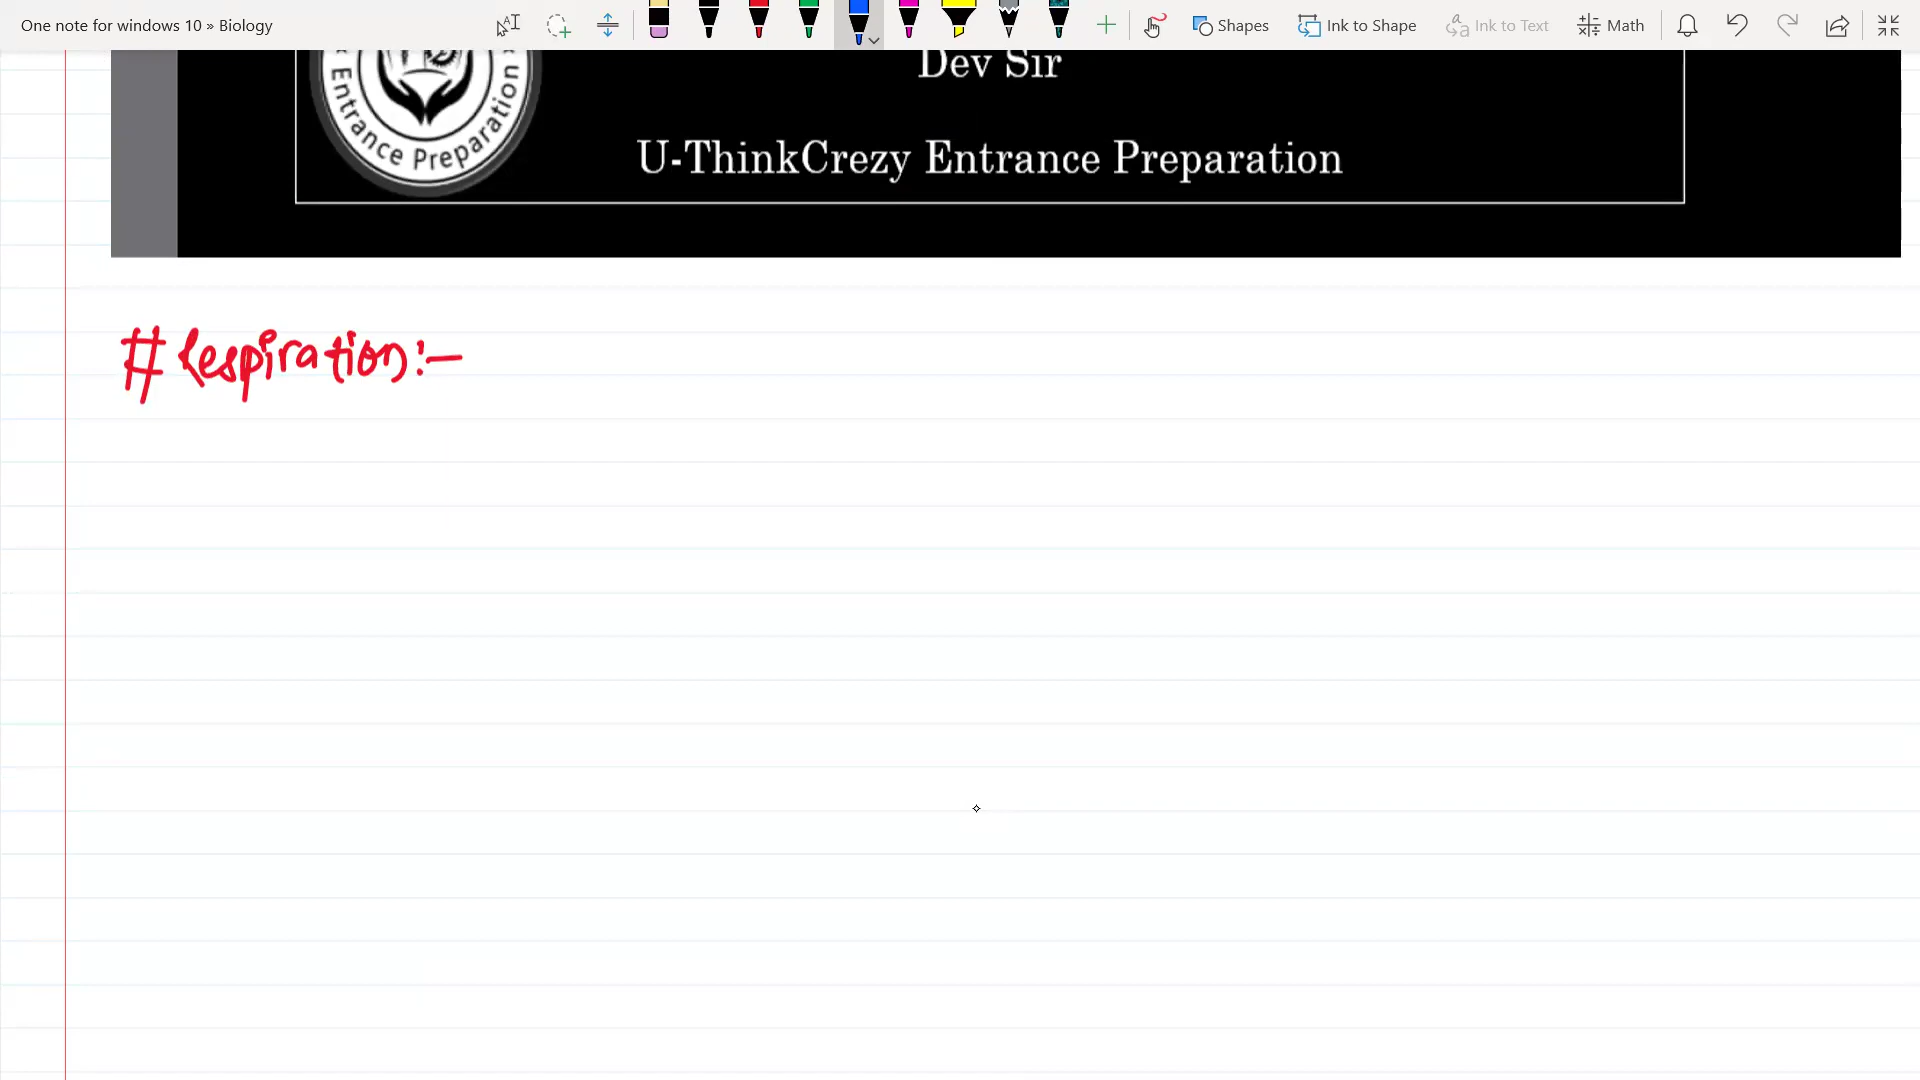 One note for windows 10 » Biology
Shapes
Ink to Shape
Ink to Text
Math
Dev Sir
Entrance Preparation
U-ThinkCrezy Entrance Preparation
# Respiration:-